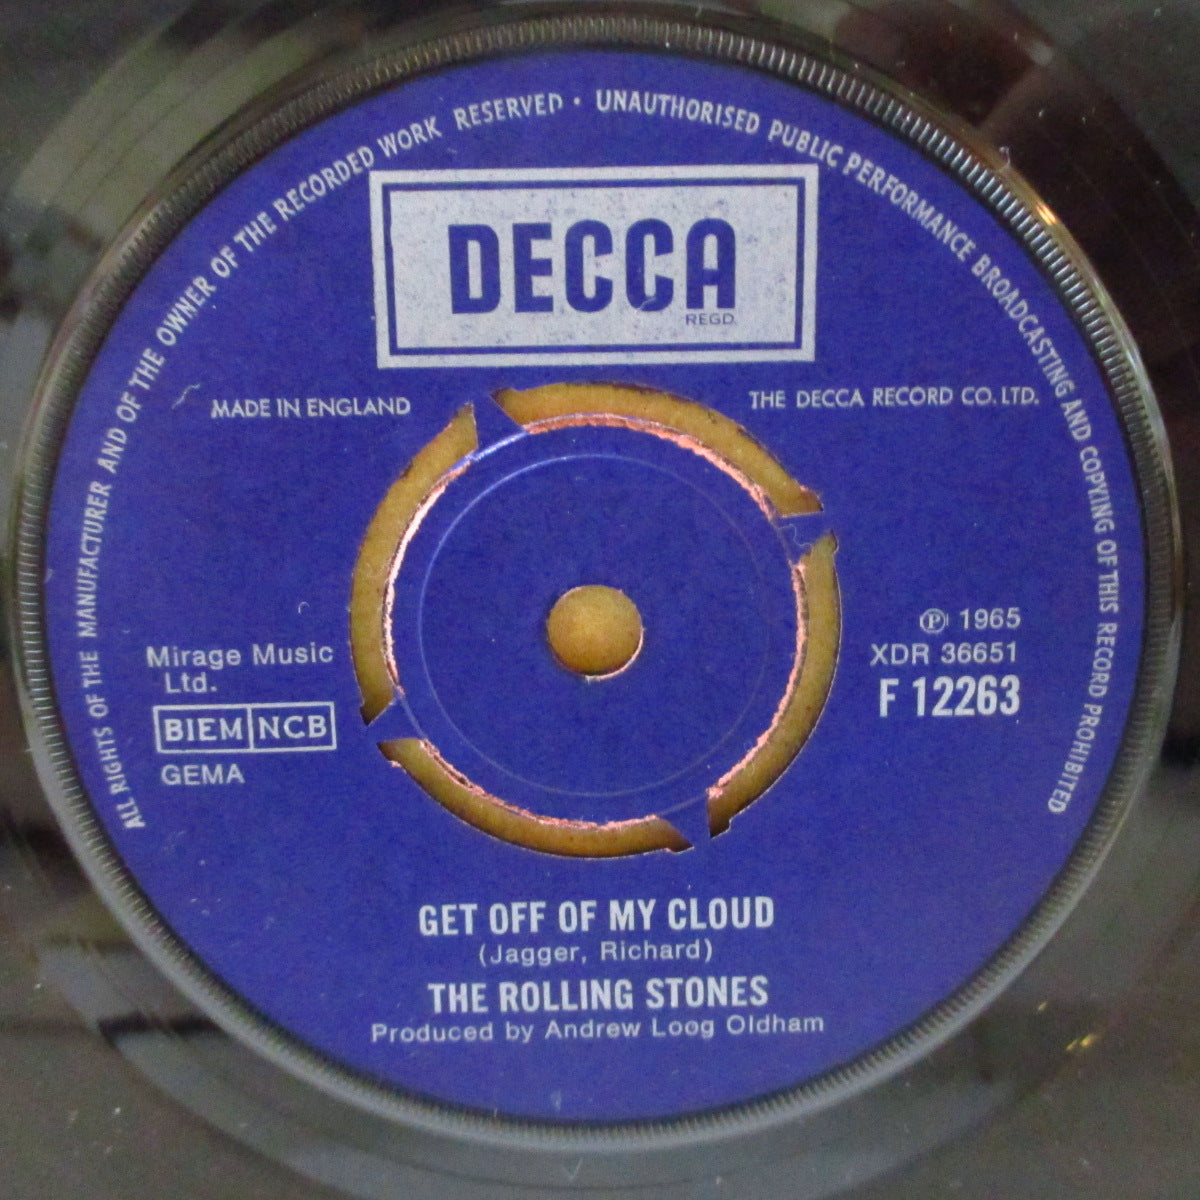 ALL RIGHTS OF THE MANUFACTURER AND OF THE OWNER OF THE RECORDED WORK RESERVED · UNAUTHORISED PUBLIC PERFORMANCE BROADCASTING AND COPYING OF THIS RECORD PROHIBITED
DECCA
REGD.
MADE IN ENGLAND
THE DECCA RECORD CO. LTD.
Mirage Music
Ltd.
BIEM NCB
GEMA
℗ 1965
XDR 36651
F 12263
GET OFF OF MY CLOUD
(Jagger, Richard)
THE ROLLING STONES
Produced by Andrew Loog Oldham